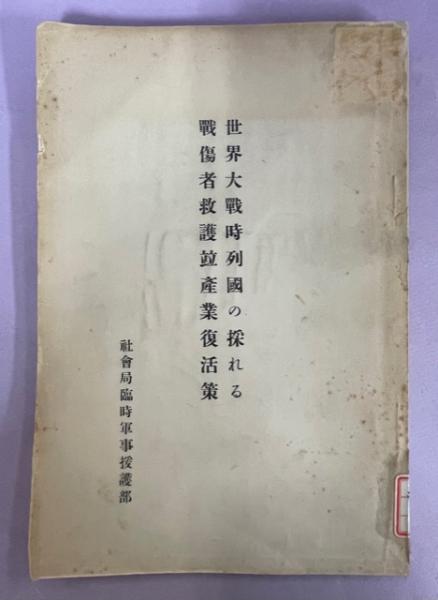 世界大戰時列國の採れる
戰傷者救護竝產業復活策
社會局臨時軍事援護部